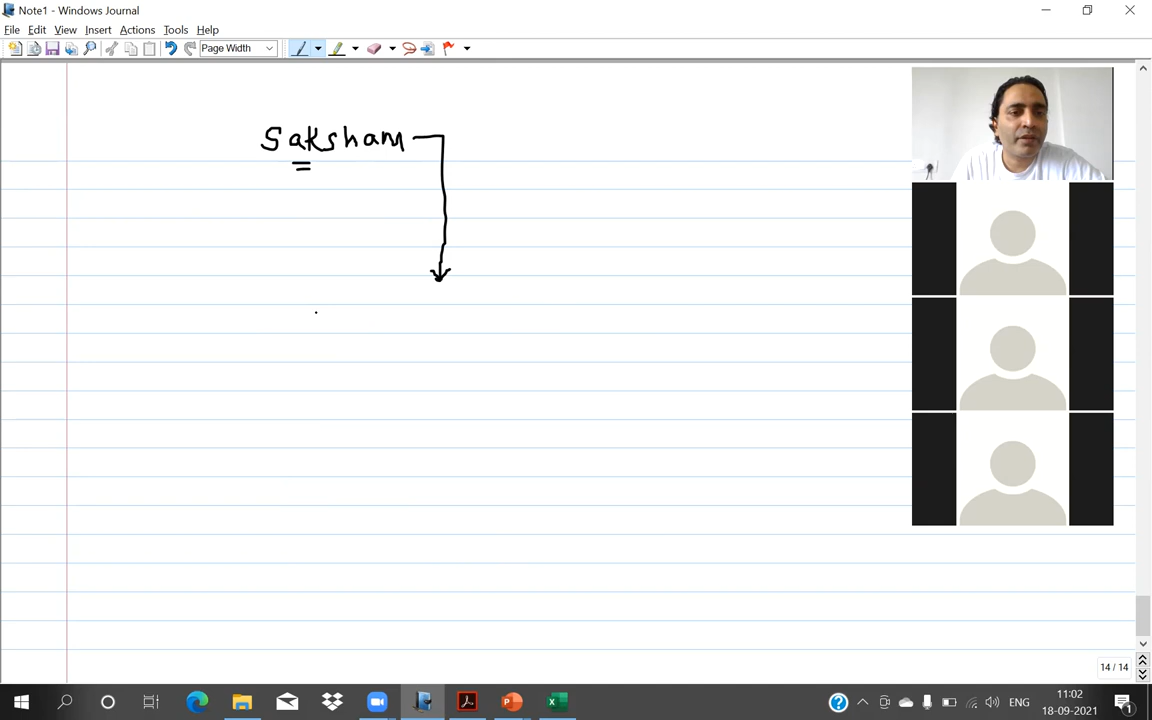 Note1 - Windows Journal
File Edit View Insert Actions Tools Help
Page Width
Saksham
14 / 14
ENG
11:02
18-09-2021
1